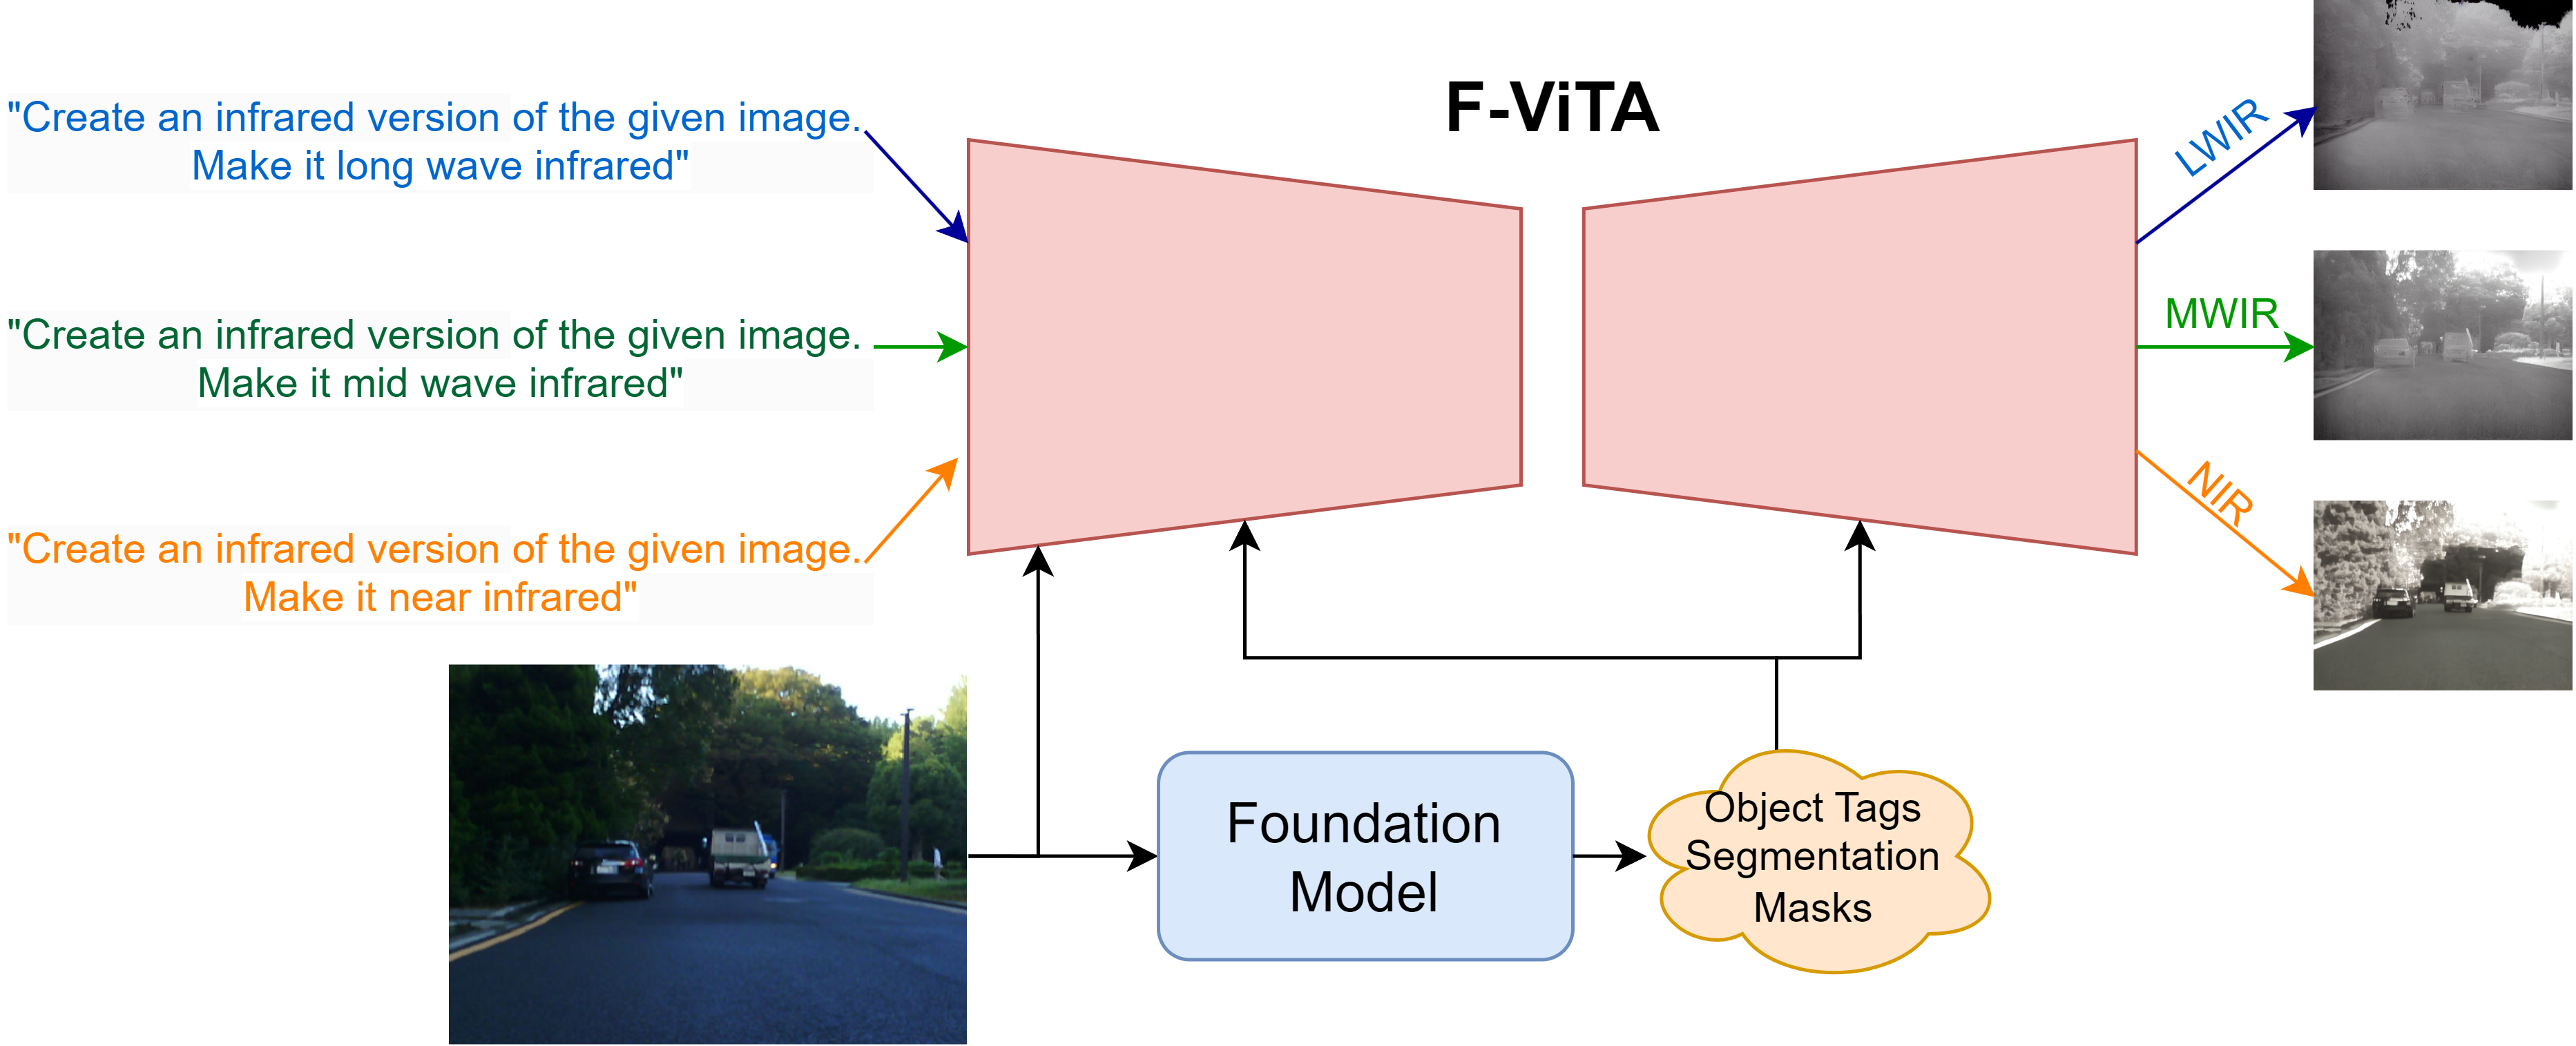 F-ViTA
"Create an infrared version of the given image.
Make it long wave infrared"
"Create an infrared version of the given image.
Make it mid wave infrared"
"Create an infrared version of the given image.
Make it near infrared"
LWIR
MWIR
NIR
Foundation
Model
Object Tags
Segmentation
Masks